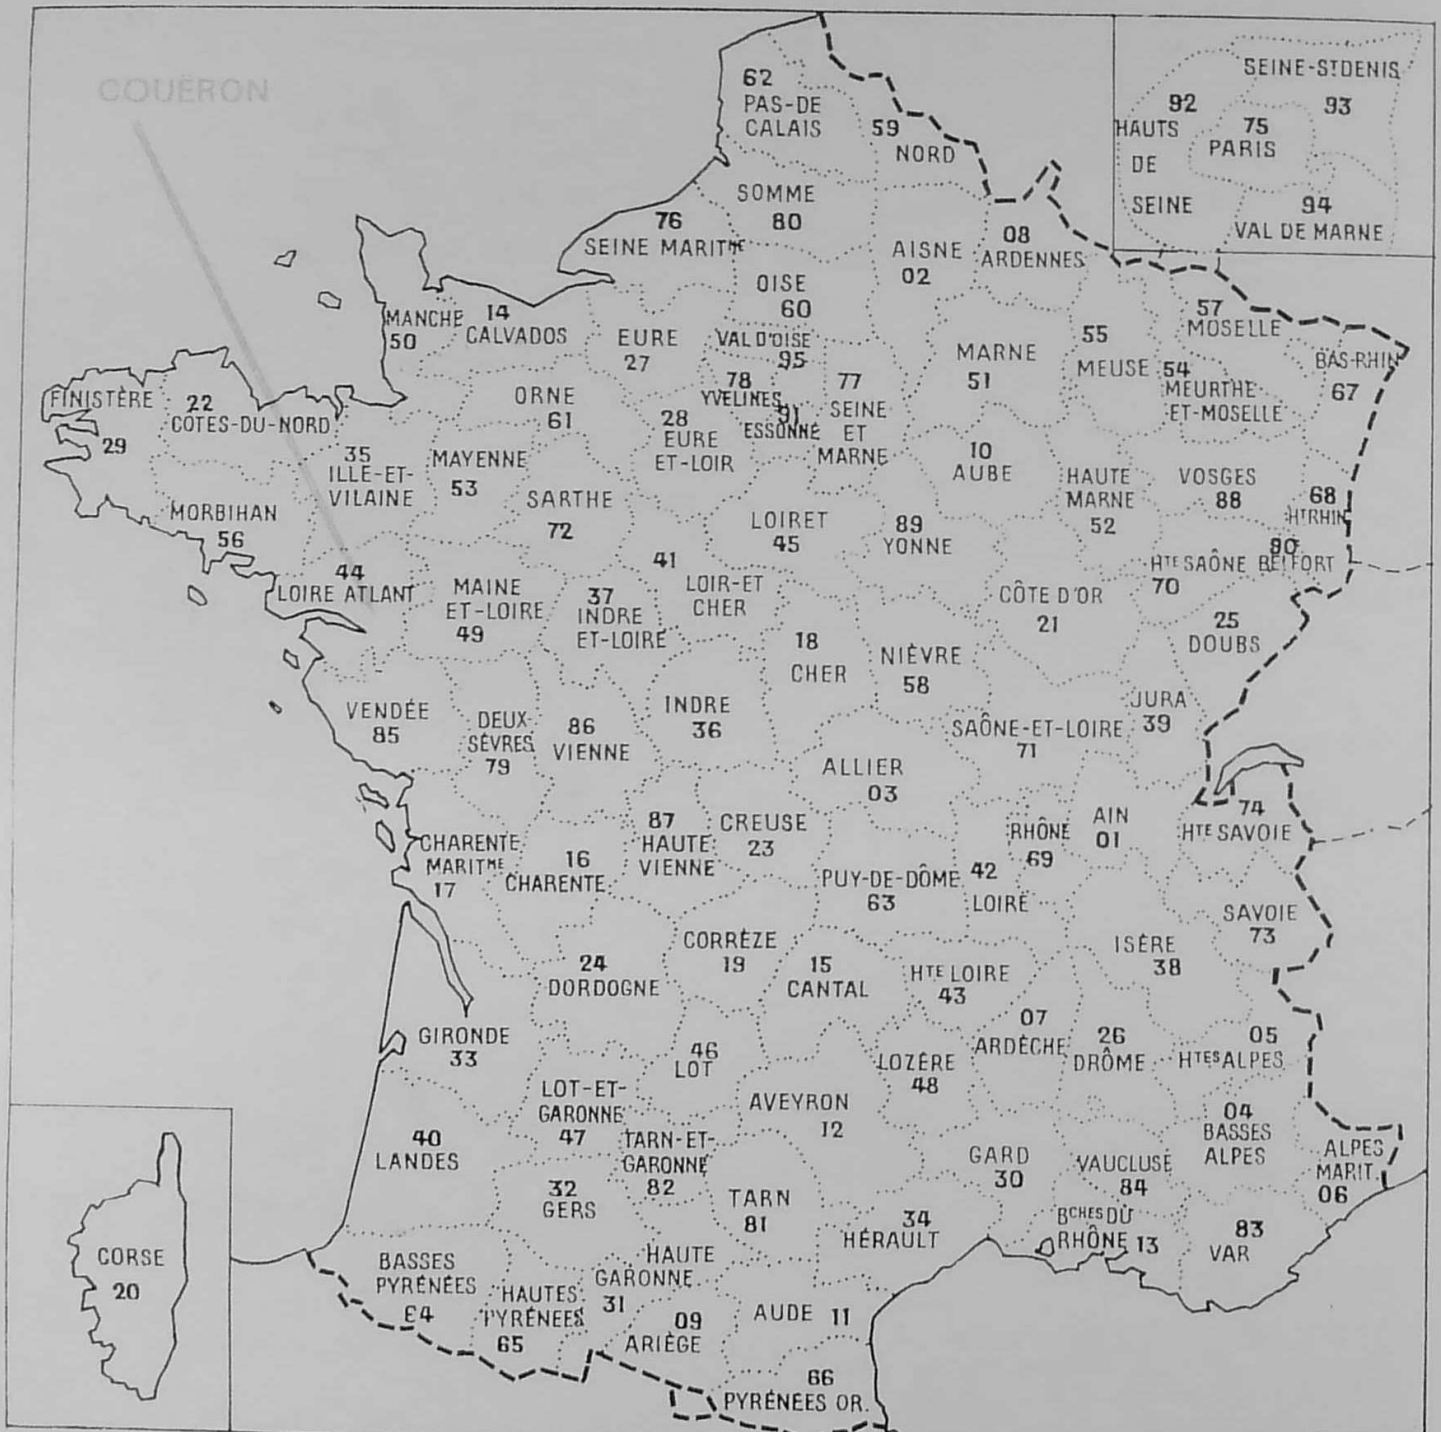 COUËRON
62
PAS-DE
CALAIS
59
NORD
SEINE-STDENIS
93
92
HAUTS
DE
SEINE
75
PARIS
94
VAL DE MARNE
SOMME
80
76
SEINE MARITME
AISNE
02
08
ARDENNES
OISE
60
MANCHE
50
14
CALVADOS
EURE
27
VAL D'OISE
95
MARNE
51
55
MEUSE
57
MOSELLE
54
MEURTHE
ET-MOSELLE
BAS-RHIN
67
FINISTÈRE
29
22
CÔTES-DU-NORD
ORNE
61
78
YVELINES
91
ESSONNE
77
SEINE
ET
MARNE
28
EURE
ET-LOIR
35
ILLE-ET-
VILAINE
MAYENNE
53
SARTHE
72
10
AUBE
HAUTE
MARNE
52
VOSGES
88
68
HTRHIN
MORBIHAN
56
LOIRET
45
89
YONNE
90
BELFORT
HTE SAÔNE
70
44
LOIRE ATLANT
MAINE
ET-LOIRE
49
37
INDRE
ET-LOIRE
41
LOIR-ET
CHER
CÔTE D'OR
21
25
DOUBS
18
CHER
NIÈVRE
58
VENDÉE
85
DEUX-
SÈVRES
79
86
VIENNE
INDRE
36
SAÔNE-ET-LOIRE
71
JURA
39
ALLIER
03
CHARENTE
MARITME
17
16
CHARENTE
87
HAUTE
VIENNE
CREUSE
23
PUY-DE-DÔME
63
42
LOIRE
RHÔNE
69
AIN
01
74
HTE SAVOIE
SAVOIE
73
ISÈRE
38
CORRÈZE
19
24
DORDOGNE
15
CANTAL
HTE LOIRE
43
GIRONDE
33
46
LOT
LOZÈRE
48
07
ARDÈCHE
26
DRÔME
05
HTES ALPES
LOT-ET-
GARONNE
47
AVEYRON
12
40
LANDES
TARN-ET-
GARONNE
82
32
GERS
TARN
81
GARD
30
VAUCLUSE
84
04
BASSES
ALPES
ALPES
MARIT.
06
34
HÉRAULT
BCHES DU
RHÔNE 13
83
VAR
CORSE
20
BASSES
PYRÉNÉES
64
HAUTES
PYRÉNÉES
65
HAUTE
GARONNE
31
09
ARIÈGE
AUDE 11
66
PYRÉNÉES OR.